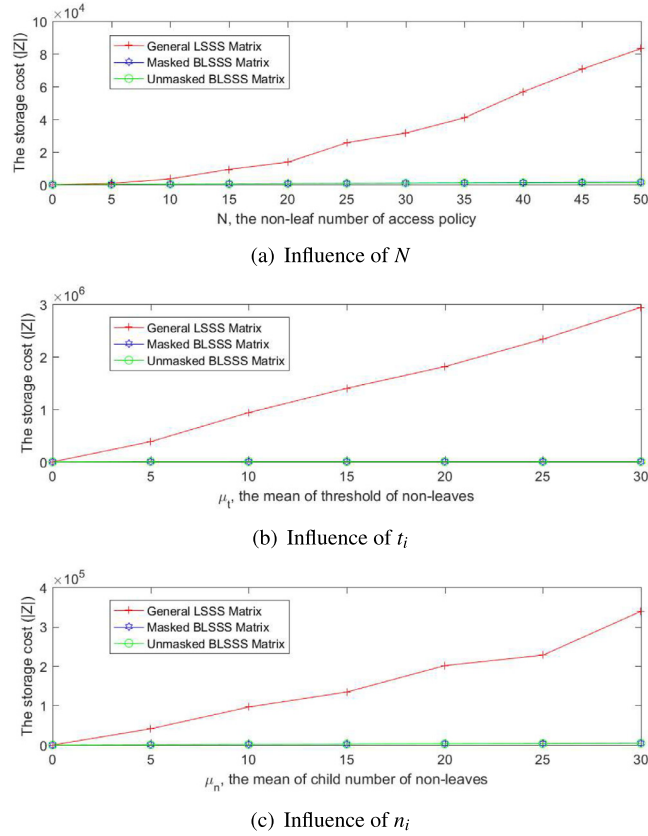 ×10⁴
10
8
6
4
2
0
The storage cost (|Z|)
General LSSS Matrix
Masked BLSSS Matrix
Unmasked BLSSS Matrix
0 5 10 15 20 25 30 35 40 45 50
N, the non-leaf number of access policy
(a) Influence of N
×10⁶
3
2
1
0
The storage cost (|Z|)
General LSSS Matrix
Masked BLSSS Matrix
Unmasked BLSSS Matrix
0 5 10 15 20 25 30
μₜ, the mean of threshold of non-leaves
(b) Influence of tᵢ
×10⁵
4
3
2
1
0
The storage cost (|Z|)
General LSSS Matrix
Masked BLSSS Matrix
Unmasked BLSSS Matrix
0 5 10 15 20 25 30
μₙ, the mean of child number of non-leaves
(c) Influence of nᵢ